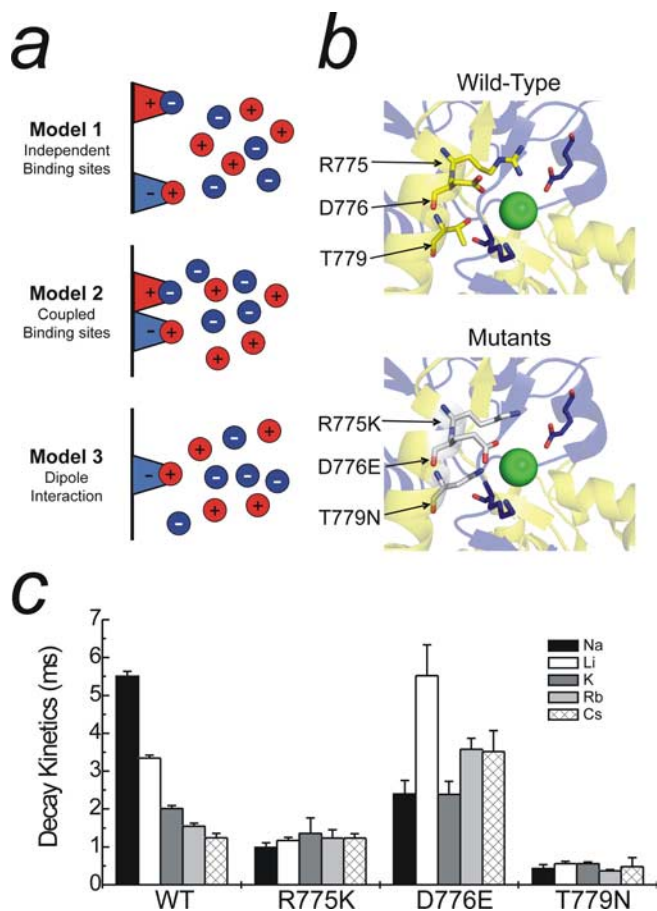 a
Model 1
Independent
Binding sites
+
−
−
+
+
−
+
−
−
+
−
−
+
Model 2
Coupled
Binding sites
+
−
−
+
−
−
+
−
+
−
+
−
+
Model 3
Dipole
Interaction
−
+
+
−
+
−
−
−
+
+
−
b
Wild-Type
R775
D776
T779
Mutants
R775K
D776E
T779N
c
Decay Kinetics (ms)
7
6
5
4
3
2
1
0
Na
Li
K
Rb
Cs
WT
R775K
D776E
T779N